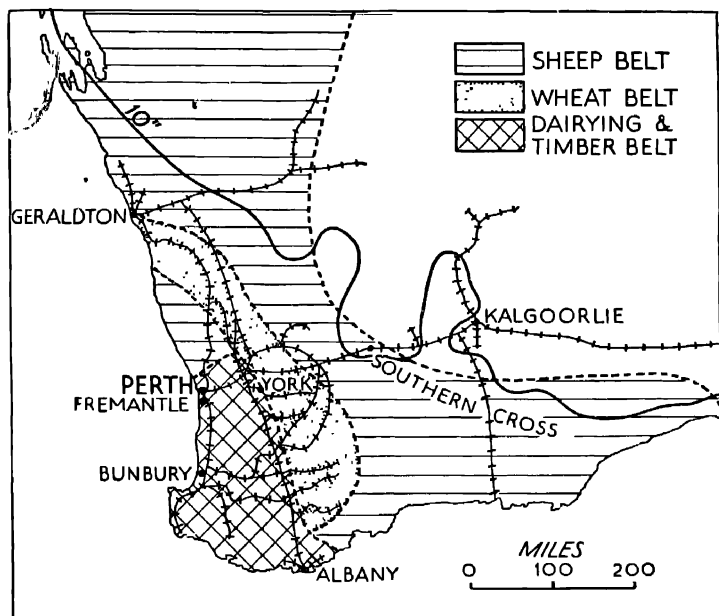 SHEEP BELT
WHEAT BELT
DAIRYING &
TIMBER BELT
10"
GERALDTON
KALGOORLIE
PERTH
YORK
FREMANTLE
SOUTHERN CROSS
BUNBURY
ALBANY
MILES
0 100 200